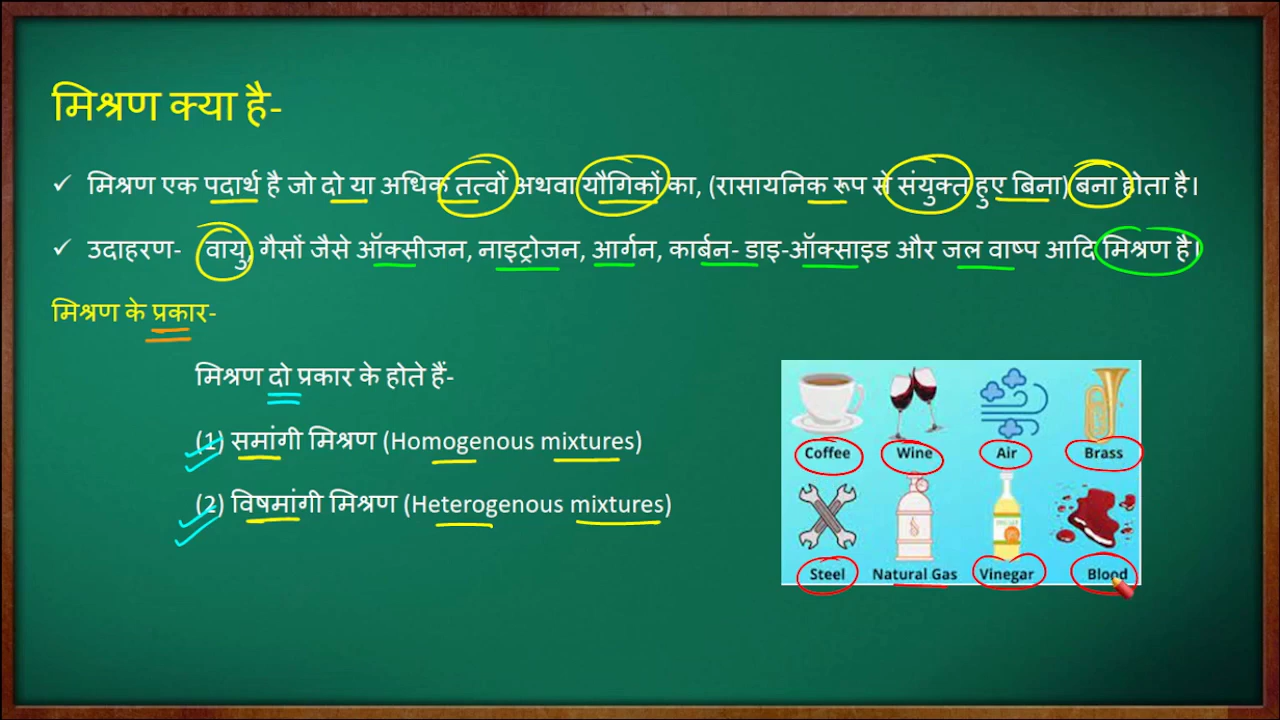 मिश्रण क्या है-
✓ मिश्रण एक पदार्थ है जो दो या अधिक तत्वों अथवा यौगिकों का, (रासायनिक रूप से संयुक्त हुए बिना) बना होता है।
✓ उदाहरण- वायु, गैसों जैसे ऑक्सीजन, नाइट्रोजन, आर्गन, कार्बन- डाइ-ऑक्साइड और जल वाष्प आदि मिश्रण है।
मिश्रण के प्रकार-
मिश्रण दो प्रकार के होते हैं-
(1) समांगी मिश्रण (Homogenous mixtures)
(2) विषमांगी मिश्रण (Heterogenous mixtures)
Coffee Wine Air Brass
Steel Natural Gas Vinegar Blood